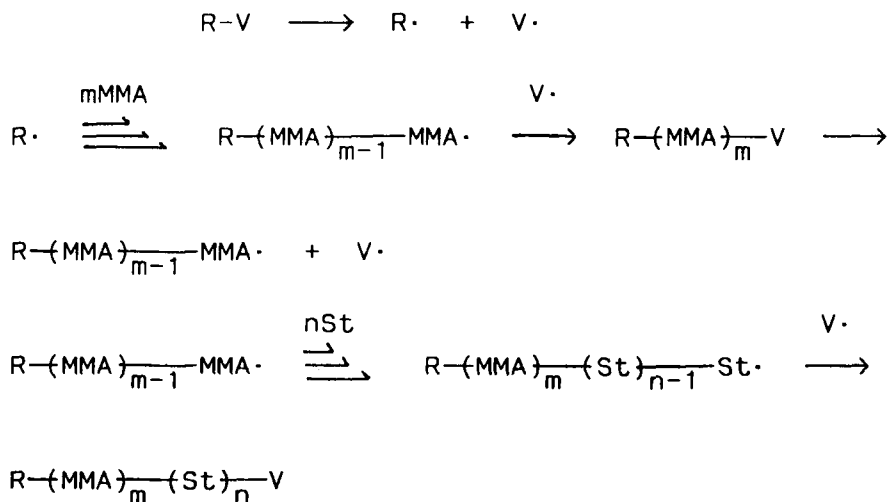 R-V ⟶ R· + V·
mMMA V·
R· R-(MMA)m-1-MMA· ⟶ R-(MMA)m-V ⟶
R-(MMA)m-1-MMA· + V·
nSt V·
R-(MMA)m-1-MMA· R-(MMA)m-(St)n-1-St· ⟶
R-(MMA)m-(St)n-V